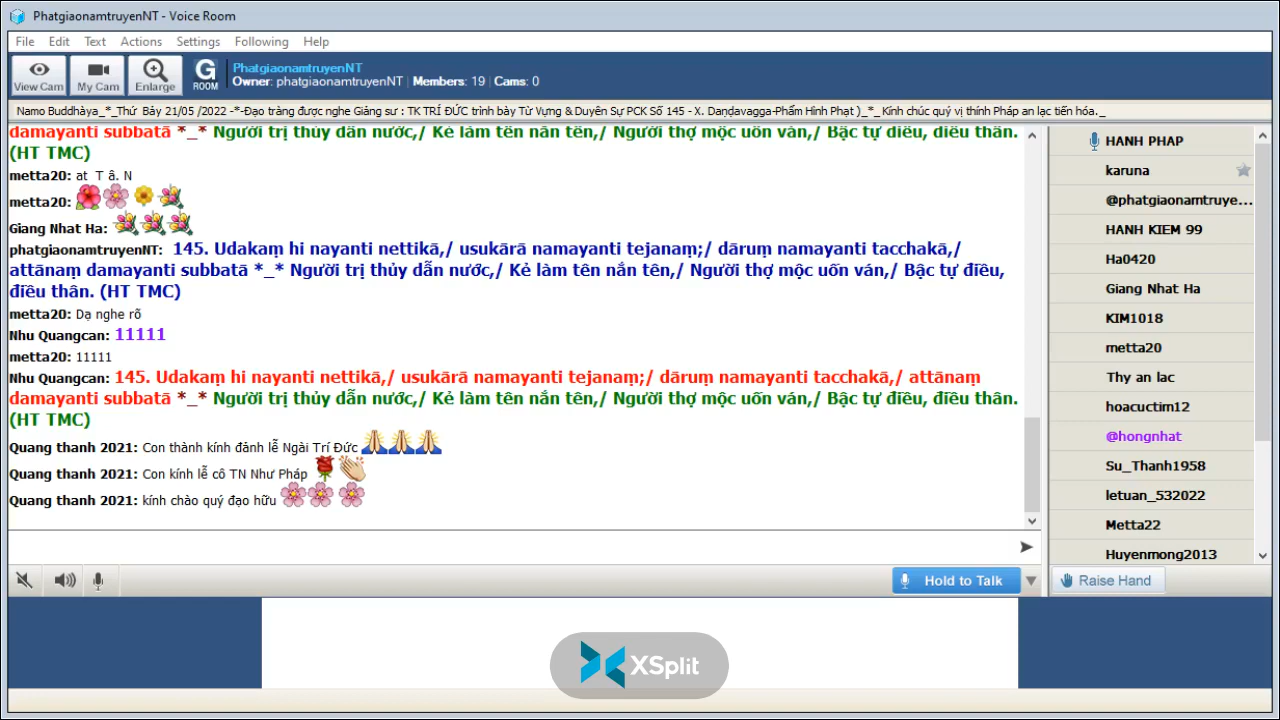 PhatgiaonamtruyenNT - Voice Room
File Edit Text Actions Settings Following Help
View Cam My Cam Enlarge G ROOM
PhatgiaonamtruyenNT
Owner: phatgiaonamtruyenNT | Members: 19 | Cams: 0
Namo Buddhàya_*_Thứ Bảy 21/05 /2022 -*-Đạo tràng được nghe Giảng sư : TK TRÍ ĐỨC trình bày Từ Vựng & Duyên Sự PCK Số 145 - X. Daṇḍavagga-Phẩm Hình Phạt )_*_Kính chúc quý vị thính Pháp an lạc tiến hóa._
damayanti subbatā *_* Người trị thủy dẫn nước,/ Kẻ làm tên nắn tên,/ Người thợ mộc uốn ván,/ Bậc tự điều, điều thân.
(HT TMC)
metta20: at T â. N
metta20:
Giang Nhat Ha:
phatgiaonamtruyenNT: 145. Udakaṃ hi nayanti nettikā,/ usukārā namayanti tejanaṃ;/ dāruṃ namayanti tacchakā,/
attānaṃ damayanti subbatā *_* Người trị thủy dẫn nước,/ Kẻ làm tên nắn tên,/ Người thợ mộc uốn ván,/ Bậc tự điều,
điều thân. (HT TMC)
metta20: Dạ nghe rõ
Nhu Quangcan: 11111
metta20: 11111
Nhu Quangcan: 145. Udakaṃ hi nayanti nettikā,/ usukārā namayanti tejanaṃ;/ dāruṃ namayanti tacchakā,/ attānaṃ
damayanti subbatā *_* Người trị thủy dẫn nước,/ Kẻ làm tên nắn tên,/ Người thợ mộc uốn ván,/ Bậc tự điều, điều thân.
(HT TMC)
Quang thanh 2021: Con thành kính đảnh lễ Ngài Trí Đức
Quang thanh 2021: Con kính lễ cô TN Như Pháp
Quang thanh 2021: kính chào quý đạo hữu
HANH PHAP
karuna
@phatgiaonamtruye...
HANH KIEM 99
Ha0420
Giang Nhat Ha
KIM1018
metta20
Thy an lac
hoacuctim12
@hongnhat
Su_Thanh1958
letuan_532022
Metta22
Huyenmong2013
Hold to Talk
Raise Hand
XSplit